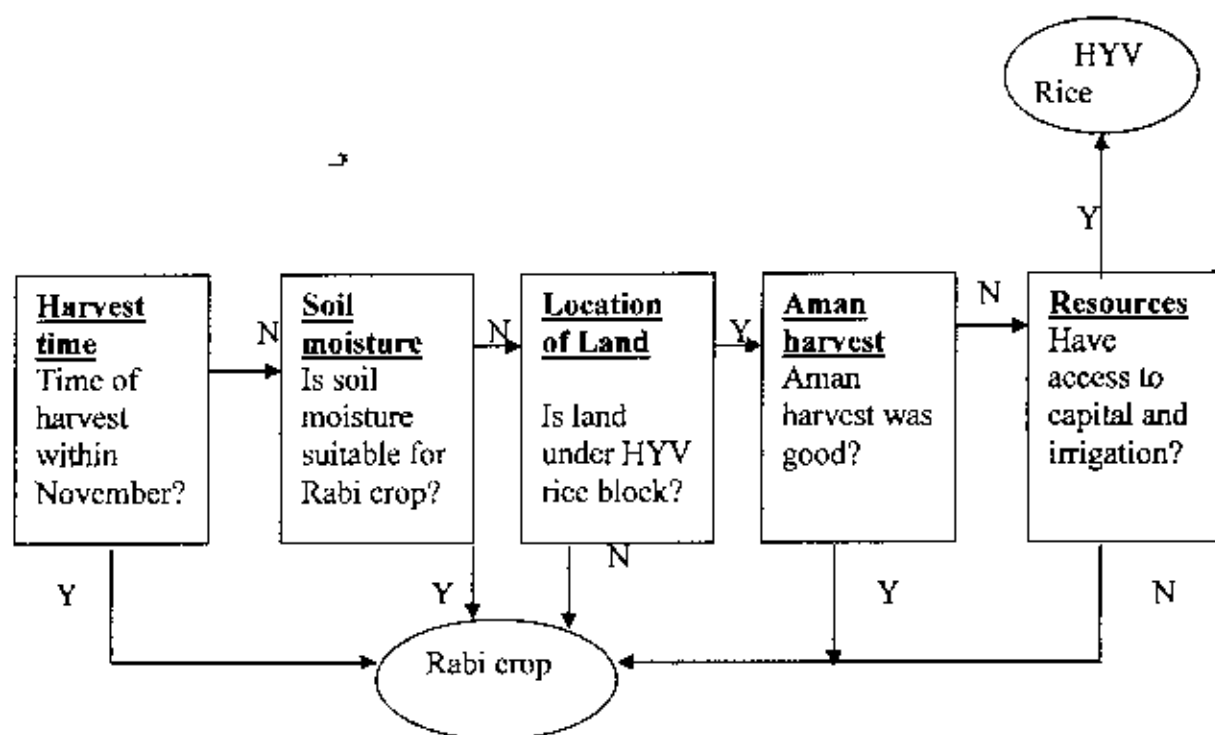 HYV
Rice
Y
Harvest
time
Time of
harvest
within
November?
N
Soil
moisture
Is soil
moisture
suitable for
Rabi crop?
N
Location
of Land
Is land
under HYV
rice block?
Y
Aman
harvest
Aman
harvest was
good?
N
Resources
Have
access to
capital and
irrigation?
Y
Y
N
Y
N
Rabi crop